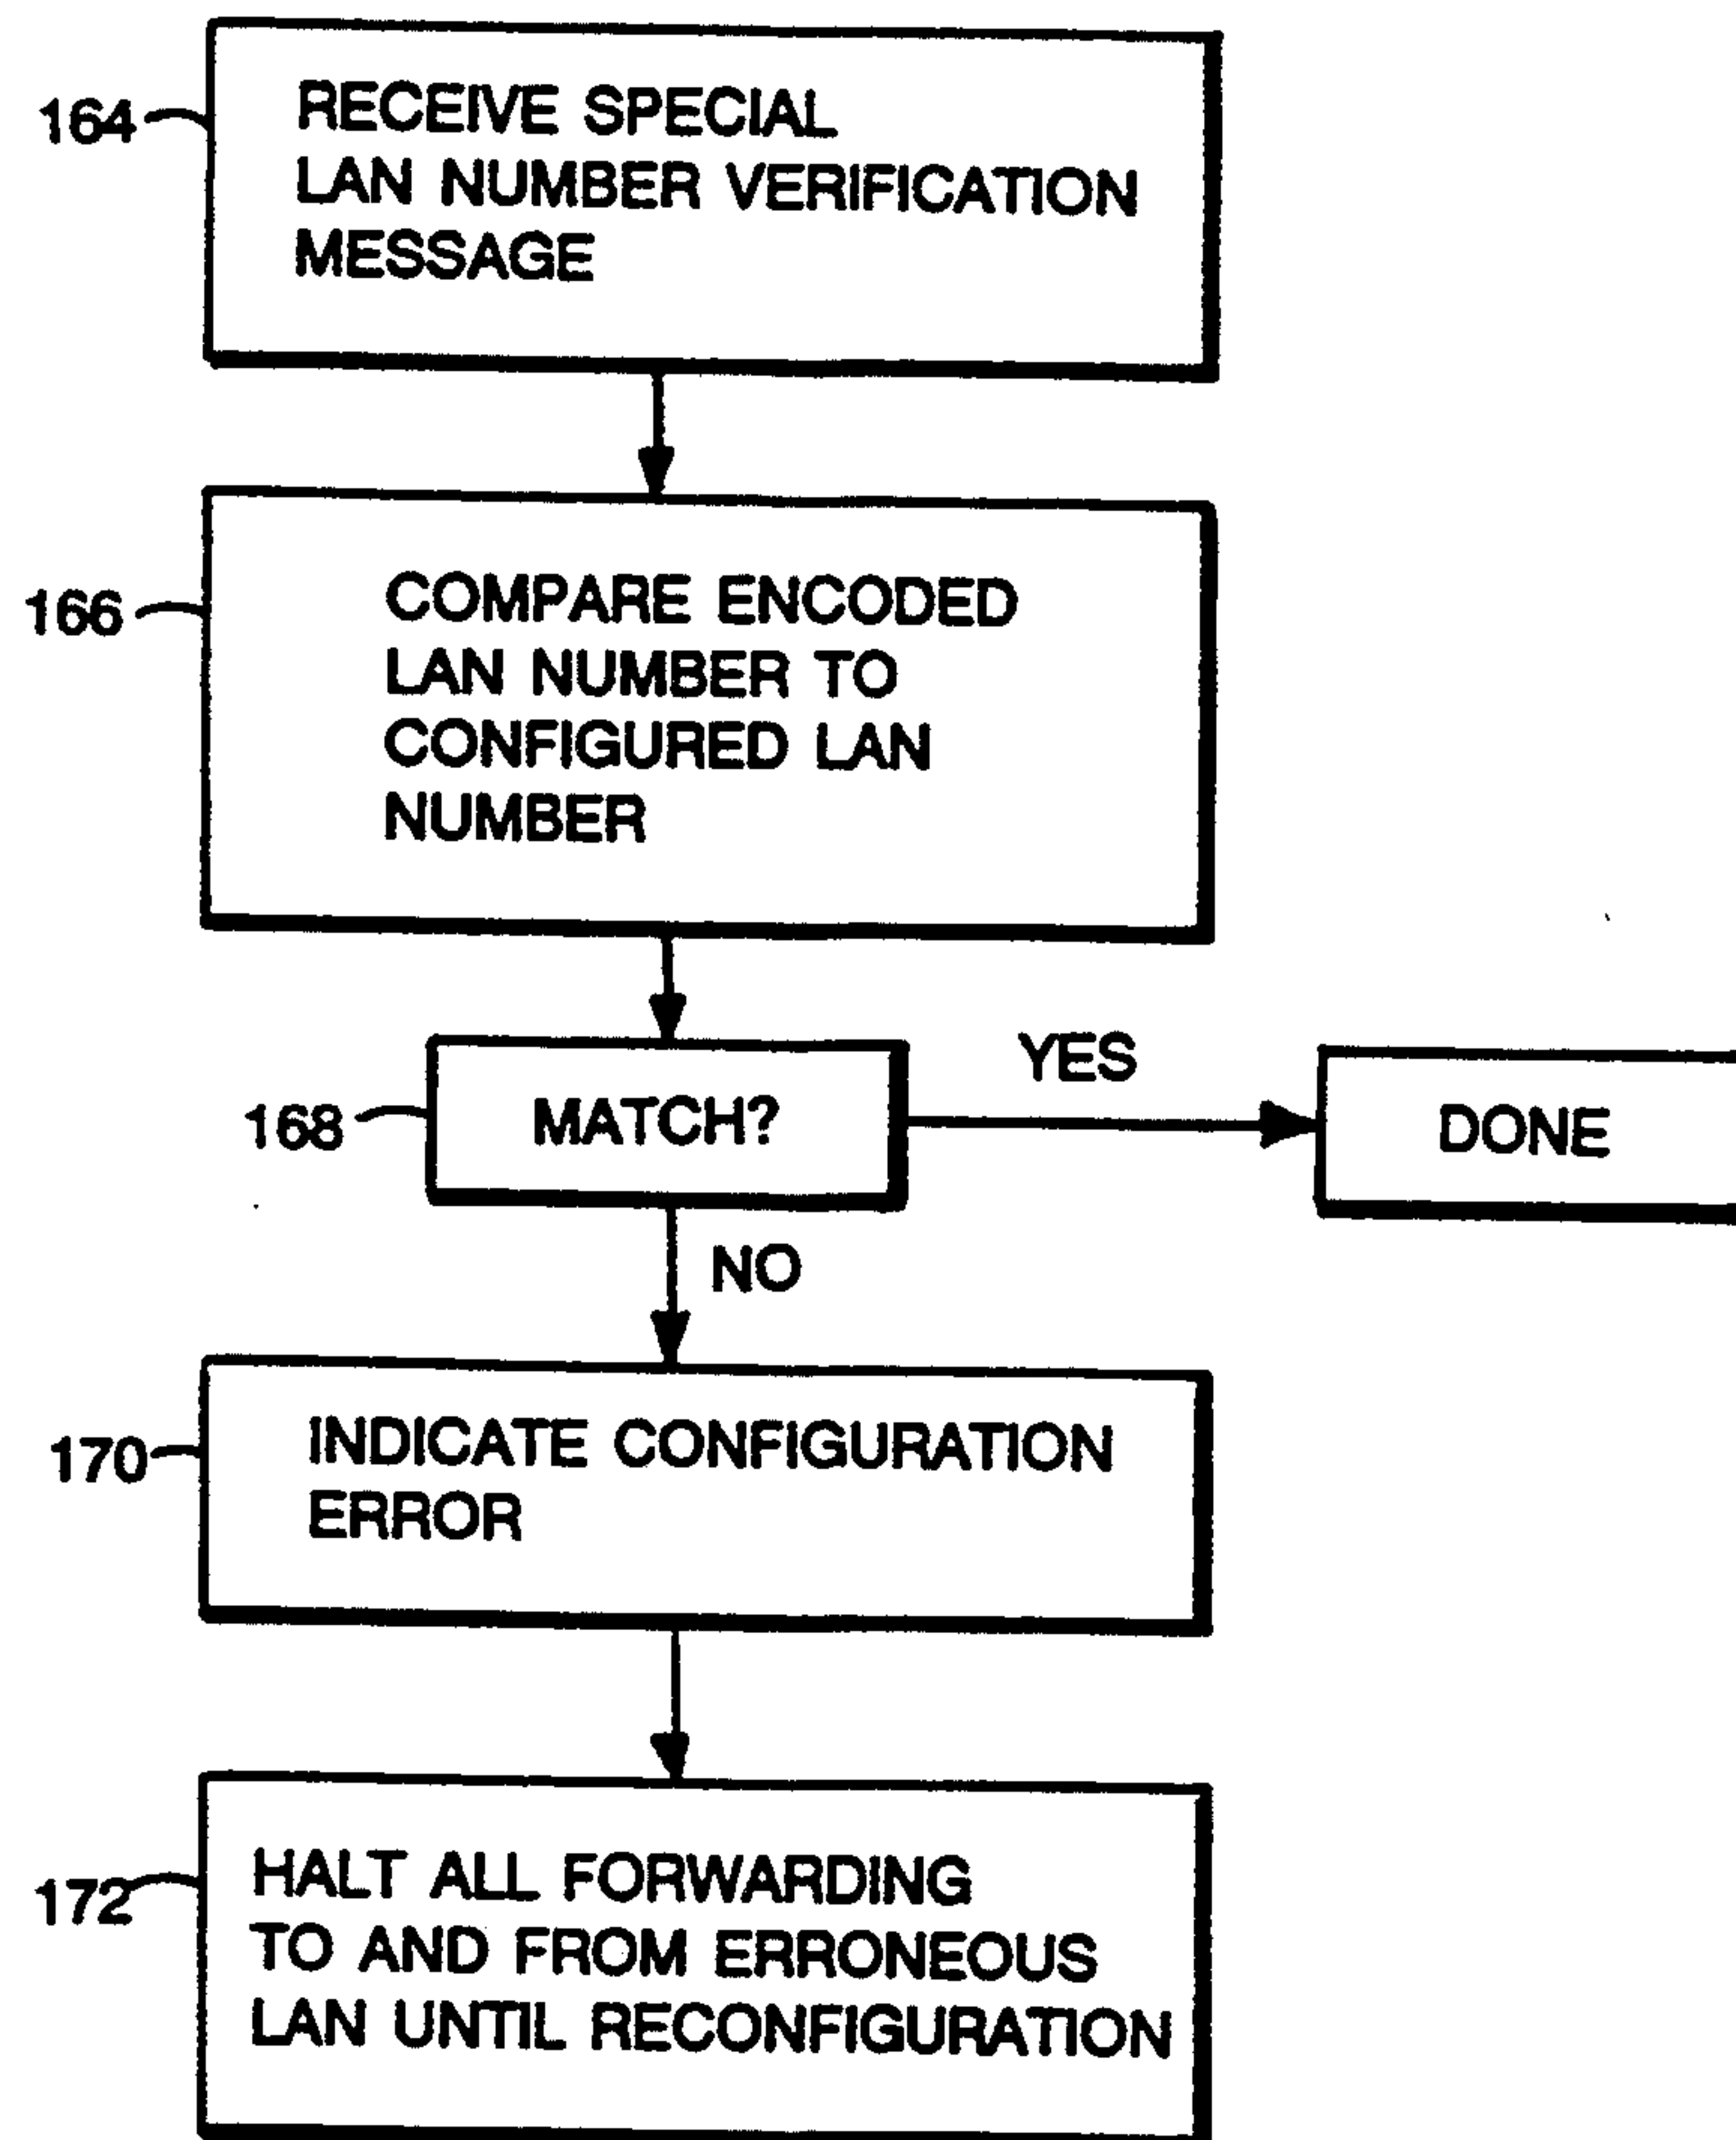 164
RECEIVE SPECIAL
LAN NUMBER VERIFICATION
MESSAGE
166
COMPARE ENCODED
LAN NUMBER TO
CONFIGURED LAN
NUMBER
168
MATCH?
YES
DONE
NO
170
INDICATE CONFIGURATION
ERROR
172
HALT ALL FORWARDING
TO AND FROM ERRONEOUS
LAN UNTIL RECONFIGURATION